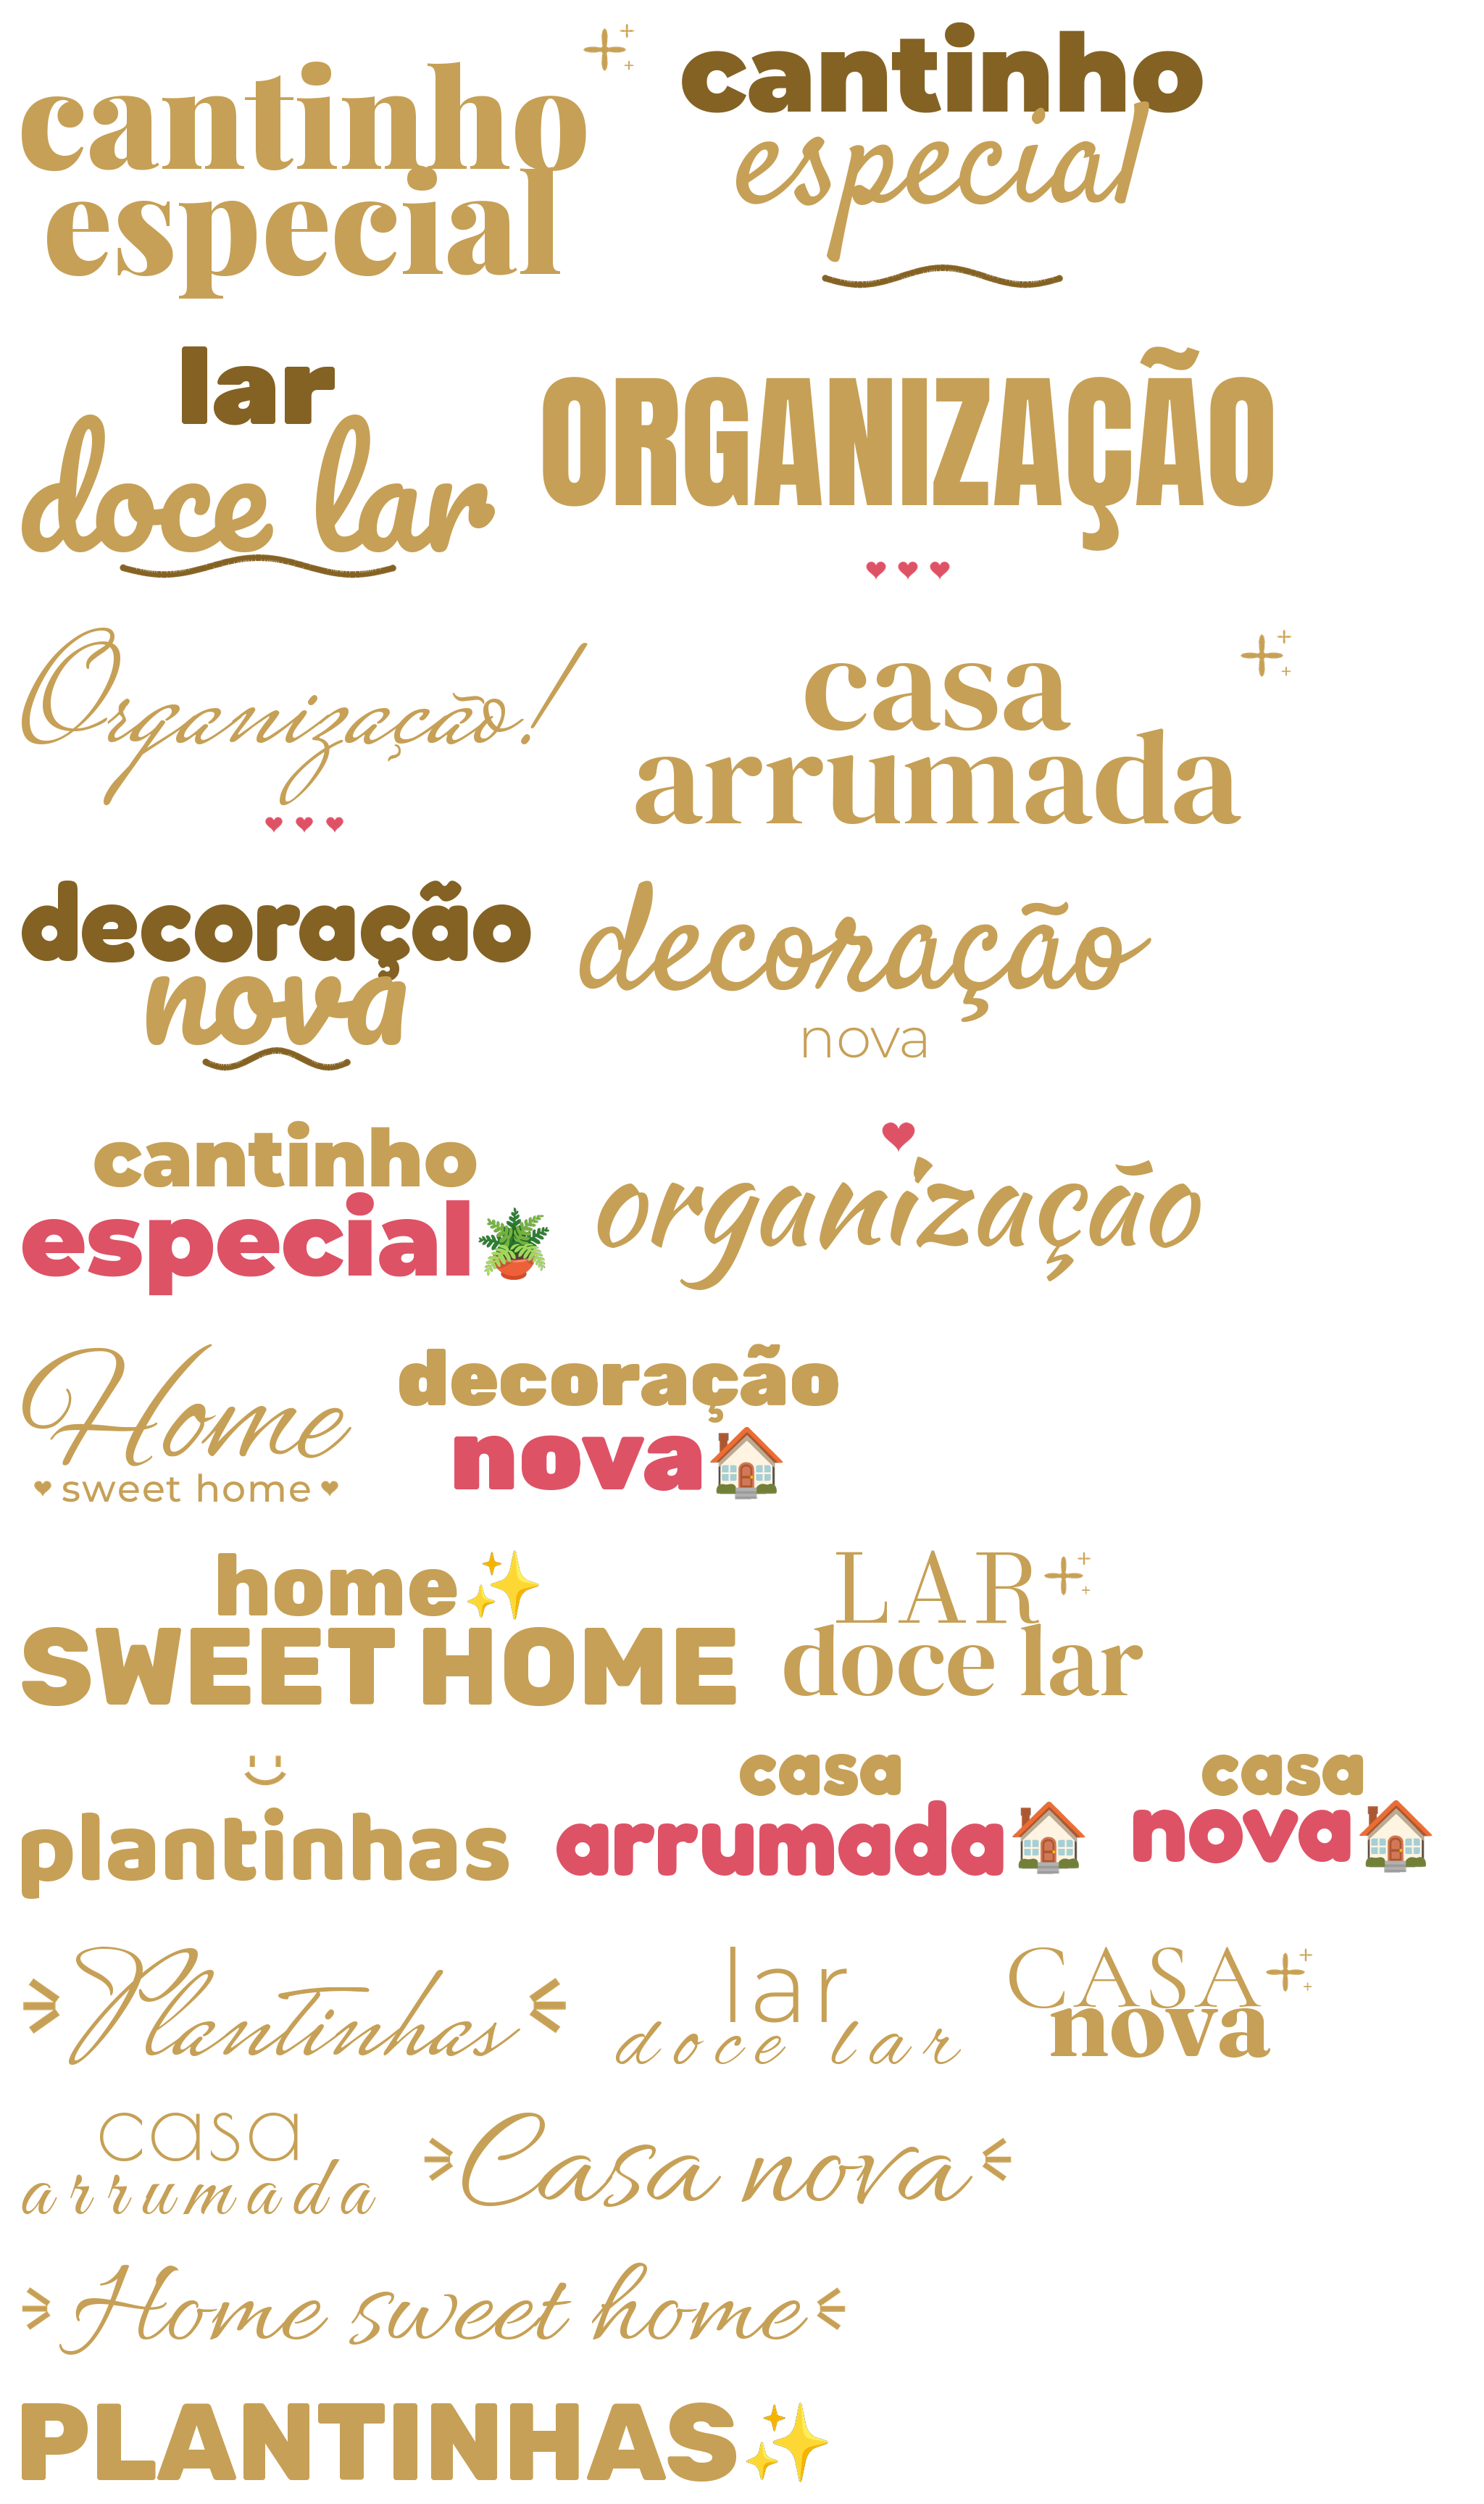 cantinho
especial
cantinho
especial
lar
doce lar
ORGANIZAÇÃO
Organização!
casa
arrumada
decoração
nova
decoração
nova
cantinho
especial
organização
Home
sweet home
decoração
nova
home
SWEET HOME
LAR
doce lar
plantinhas
casa
arrumada
casa
nova
Plantinhas
lar
doce lar
CASA
nova
casa
arrumada
Casa nova
Home sweet home
PLANTINHAS